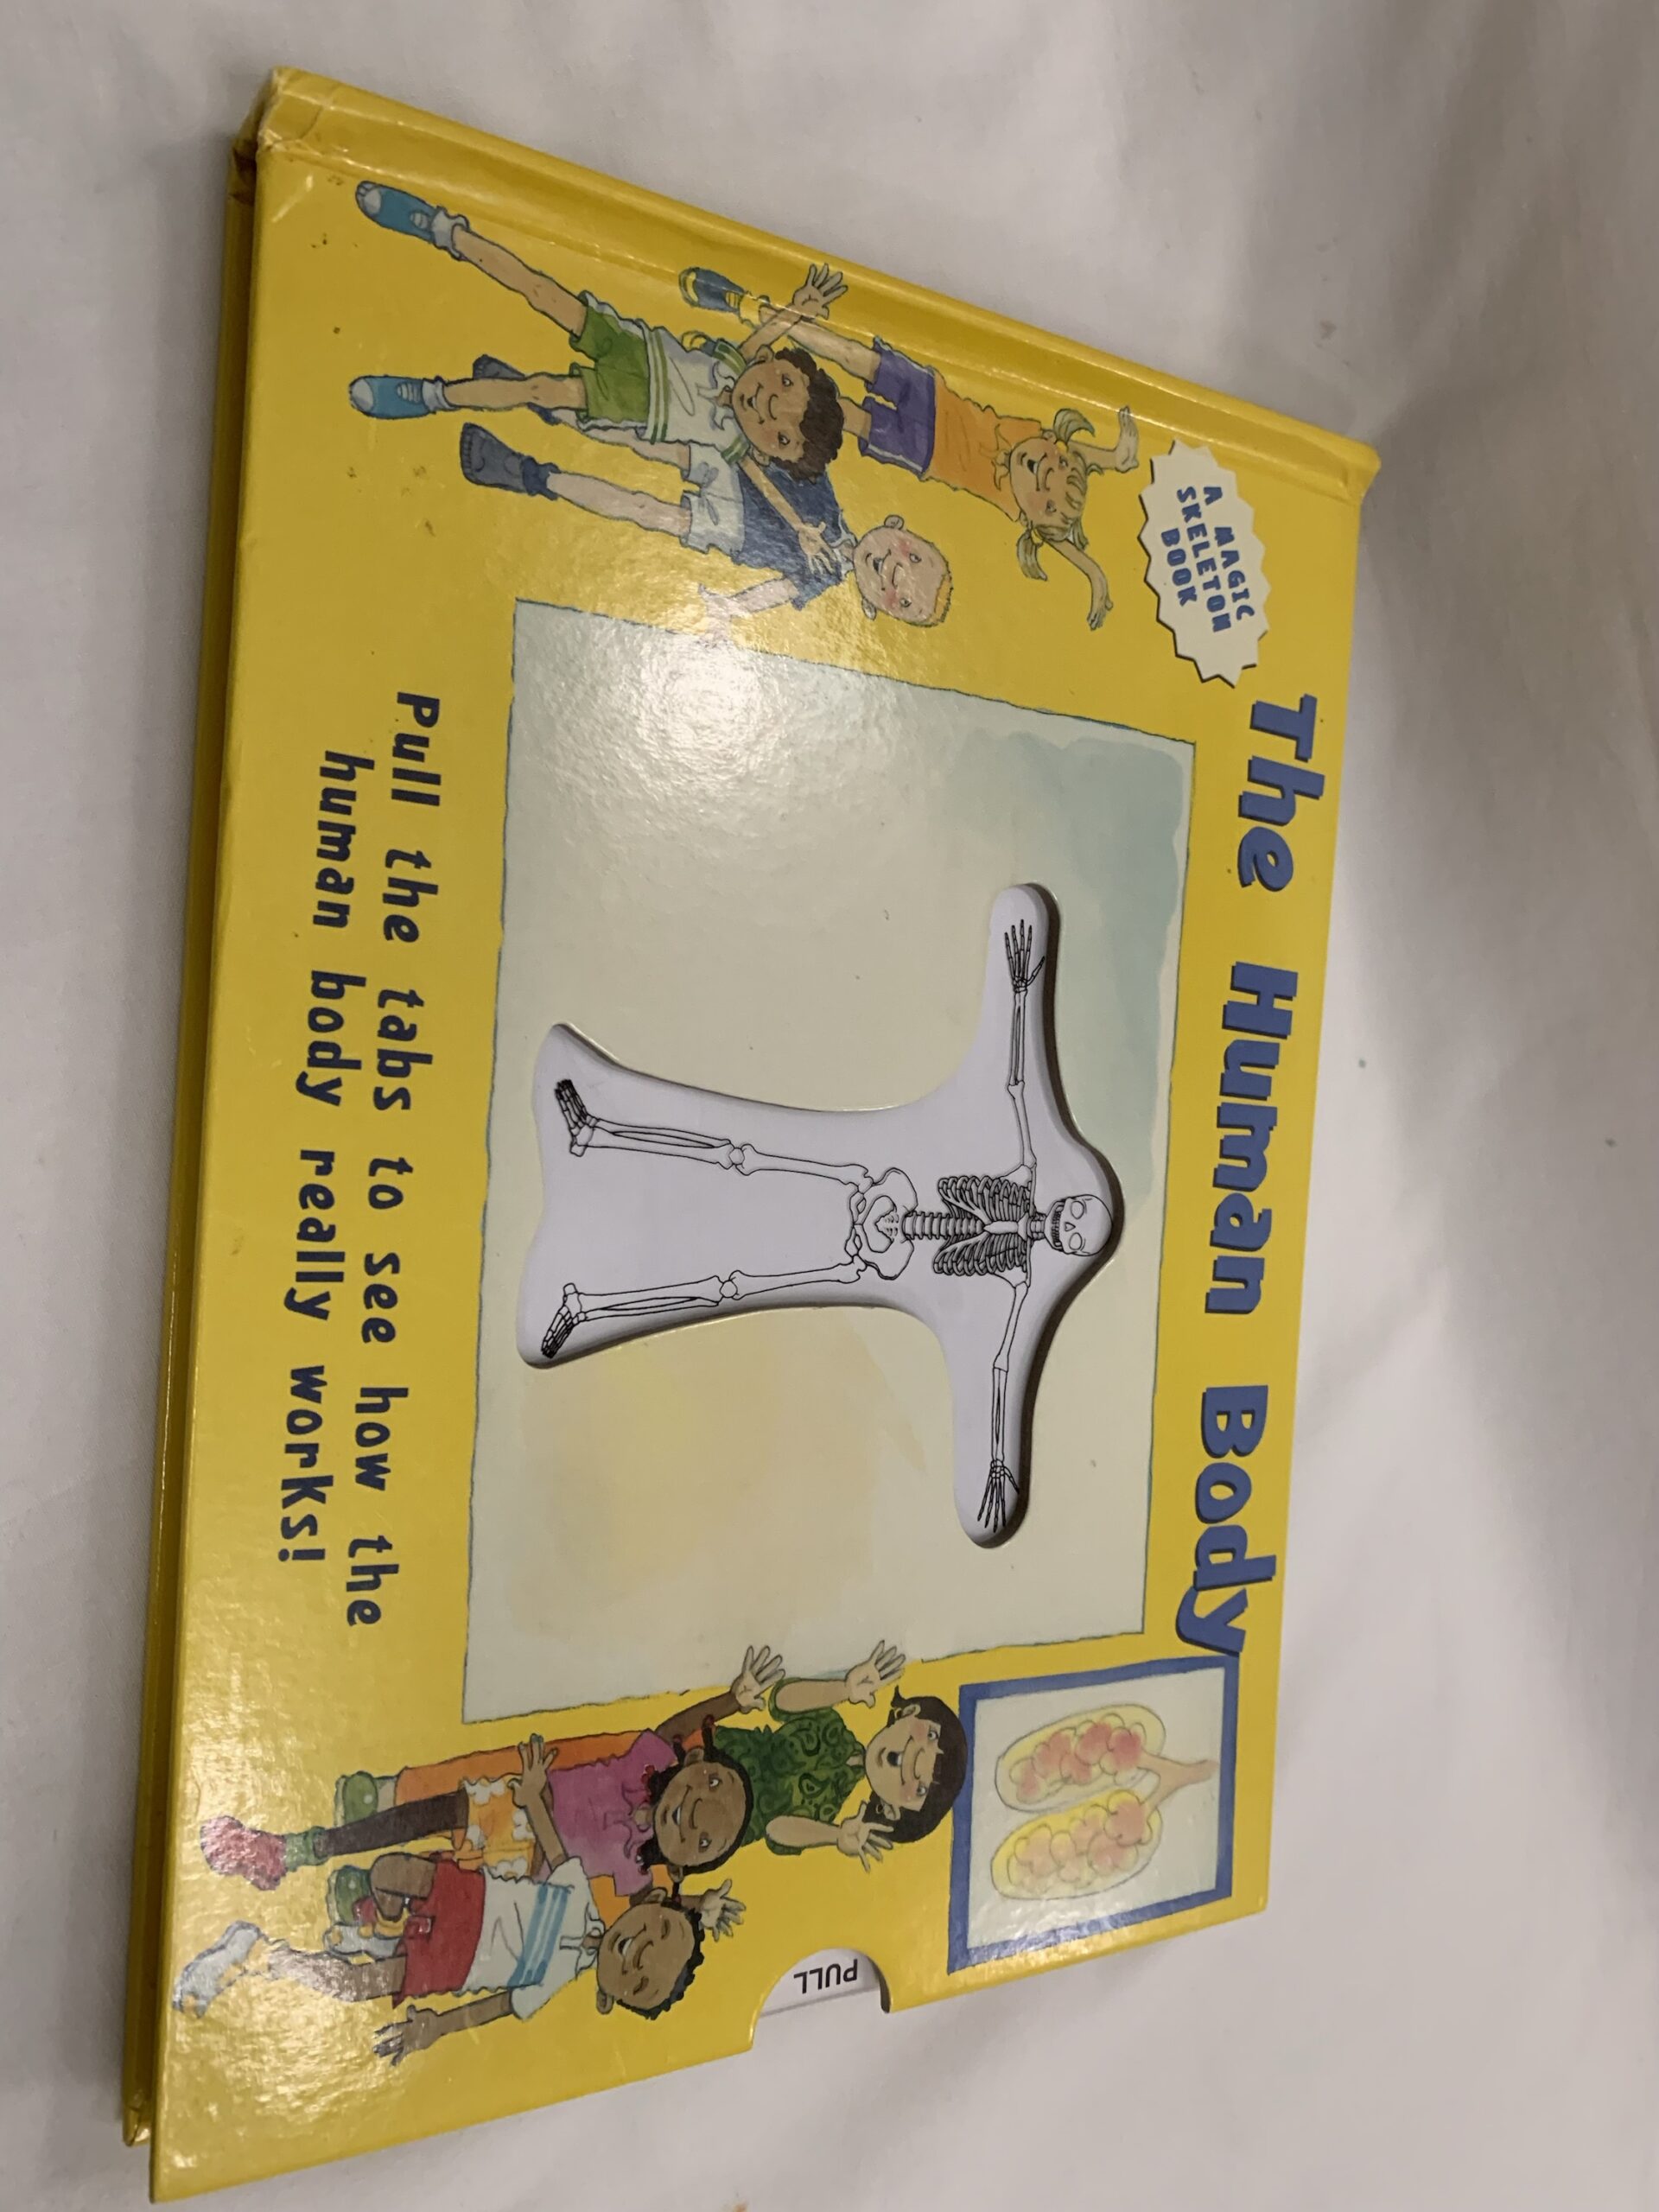 A MAGIC
SKELETON
BOOK
The Human Body
Pull the tabs to see how the
human body really works!
PULL